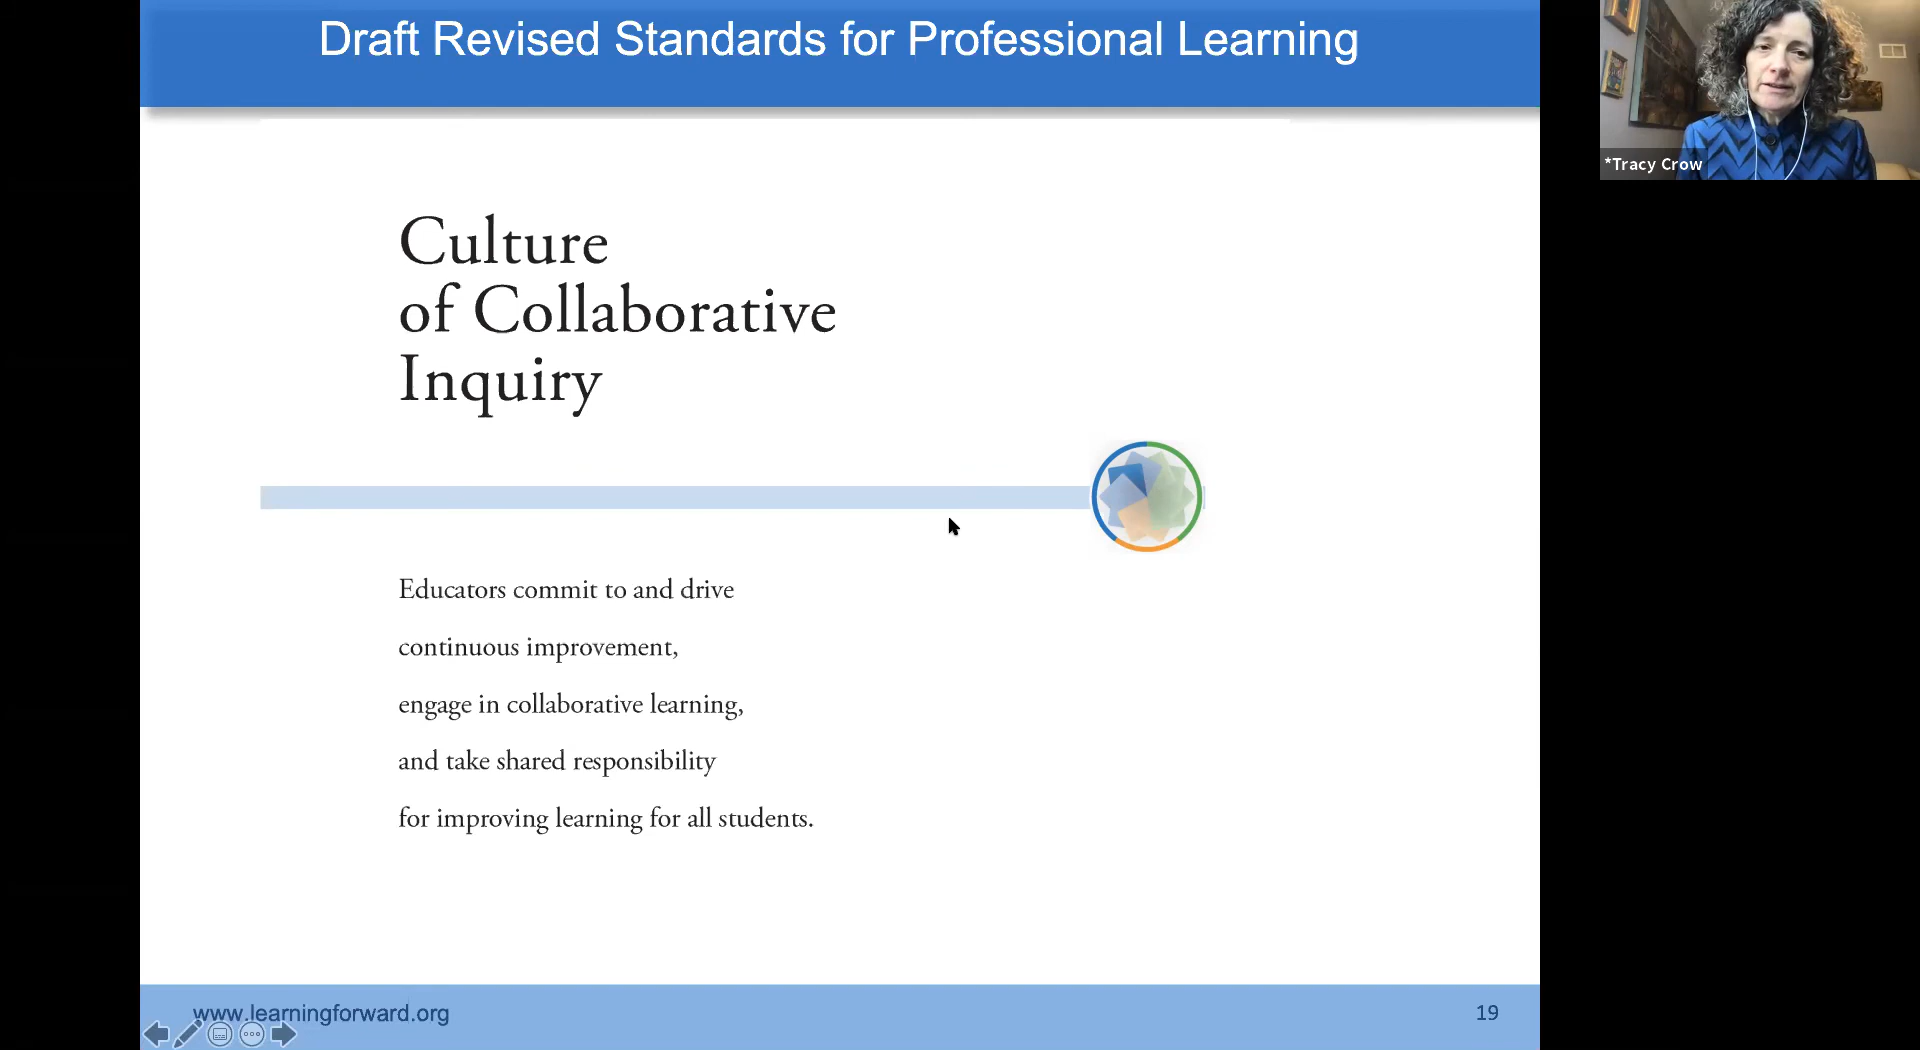 Draft Revised Standards for Professional Learning
*Tracy Crow
Culture
of Collaborative
Inquiry
Educators commit to and drive
continuous improvement,
engage in collaborative learning,
and take shared responsibility
for improving learning for all students.
www.learningforward.org
19